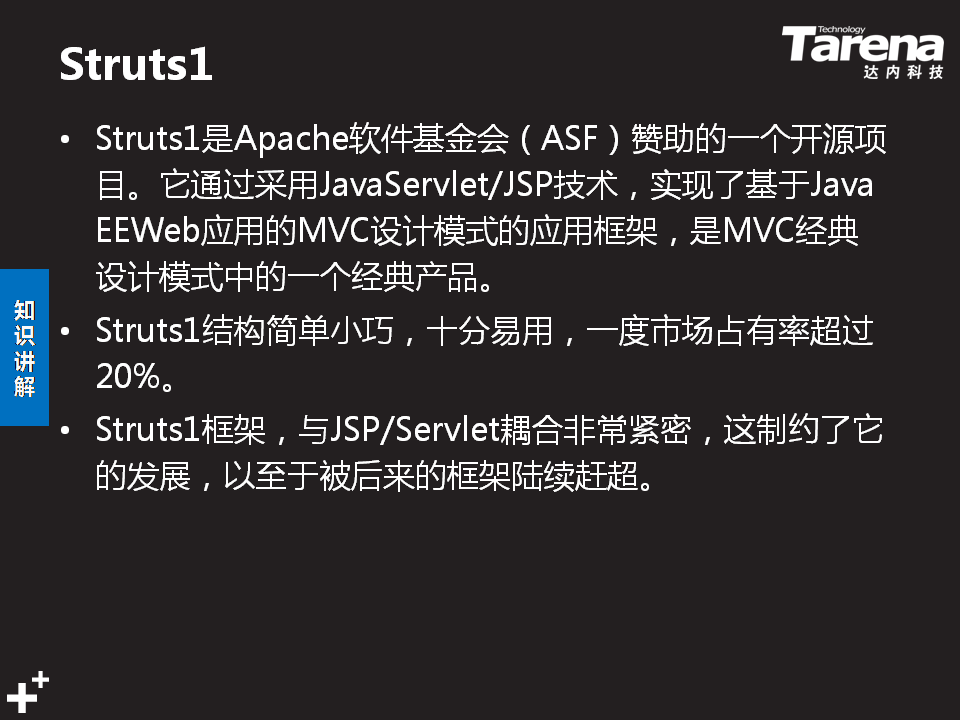 Struts1
Technology
Tarena
达内科技
• Struts1是Apache软件基金会（ASF）赞助的一个开源项
目。它通过采用JavaServlet/JSP技术，实现了基于Java
EEWeb应用的MVC设计模式的应用框架，是MVC经典
设计模式中的一个经典产品。
• Struts1结构简单小巧，十分易用，一度市场占有率超过
20%。
• Struts1框架，与JSP/Servlet耦合非常紧密，这制约了它
的发展，以至于被后来的框架陆续赶超。
知
识
讲
解